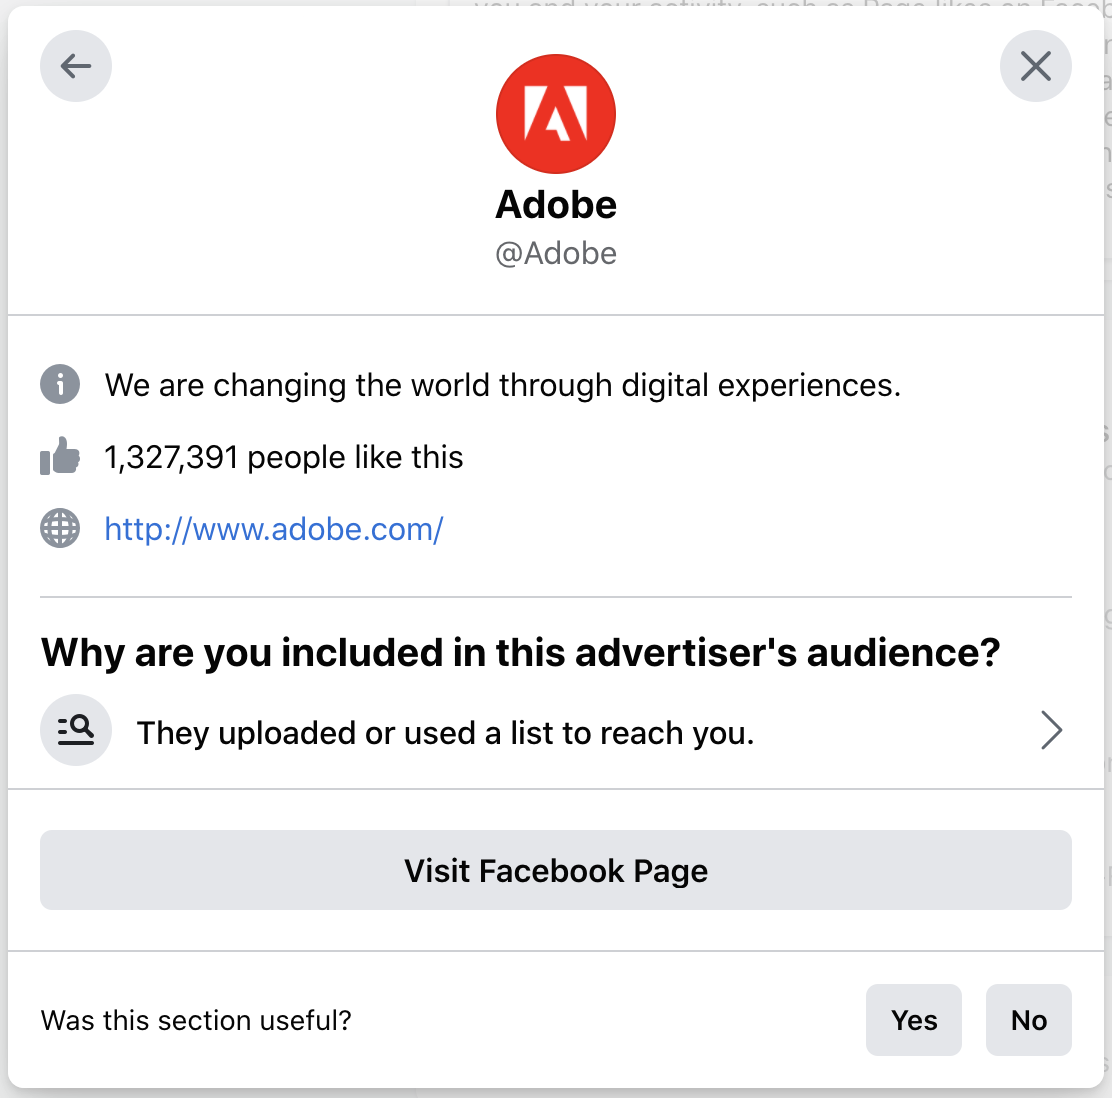 Adobe
@Adobe
We are changing the world through digital experiences.
1,327,391 people like this
http://www.adobe.com/
Why are you included in this advertiser's audience?
They uploaded or used a list to reach you.
Visit Facebook Page
Was this section useful?
Yes
No